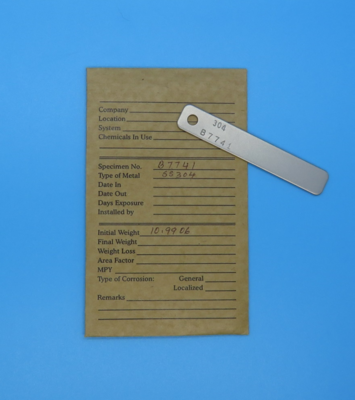 Company
Location
System
Chemicals In Use
304
B7741
Specimen No. B7741
Type of Metal SS304
Date In
Date Out
Days Exposure
Installed by
Initial Weight 10.9906
Final Weight
Weight Loss
Area Factor
MPY
Type of Corrosion: General
Localized
Remarks